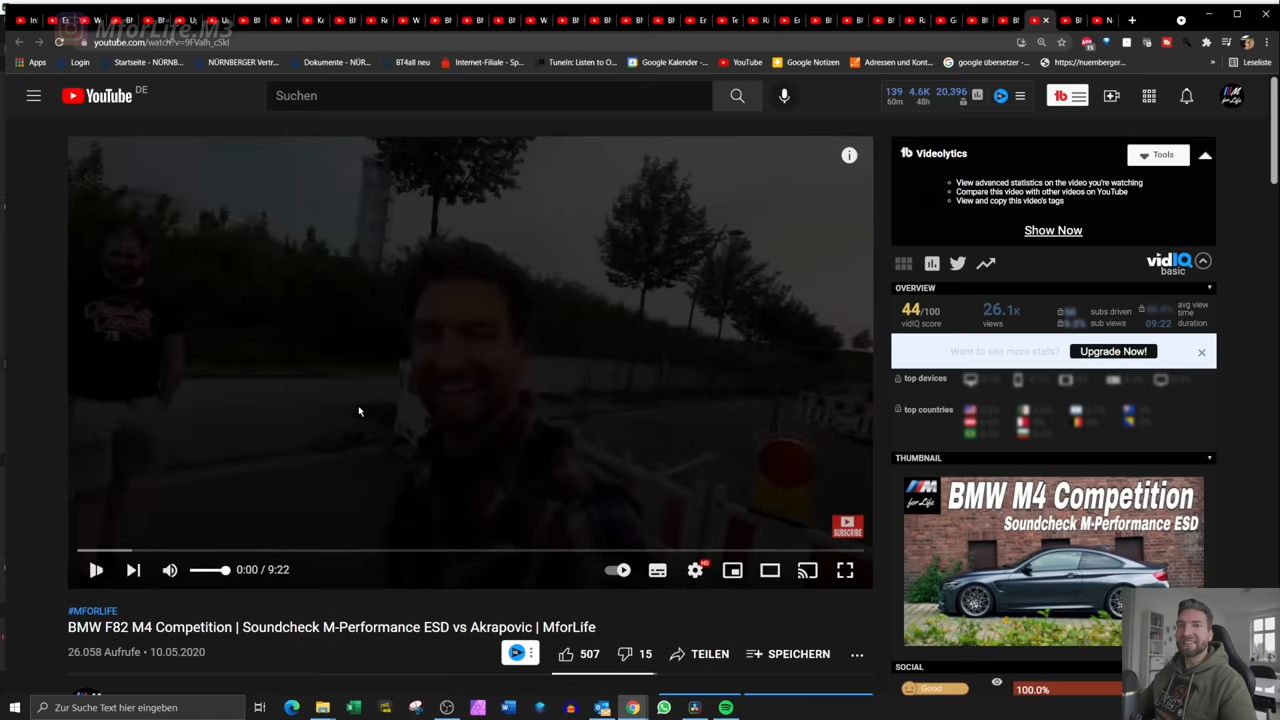 MforLife.M3
youtube.com/watch?v=9FValh_cSkI
Apps
Login
Startseite - NÜRNB...
NÜRNBERGER Vertr...
Dokumente - NÜR...
BT4all neu
Internet-Filiale - Sp...
TuneIn: Listen to O...
Google Kalender -...
YouTube
Google Notizen
Adressen und Kont...
google übersetzer -...
https://nuernberger...
»
Leseliste
YouTube DE
Suchen
139 4.6K 20,396
60m 48h
Videolytics
Tools
View advanced statistics on the video you're watching
Compare this video with other videos on YouTube
View and copy this video's tags
Show Now
vidIQ
basic
OVERVIEW
44/100 26.1K subs driven avg view time
vidIQ score views sub views 09:22 duration
Want to see more stats? Upgrade Now!
top devices
top countries
THUMBNAIL
M for Life
BMW M4 Competition
Soundcheck M-Performance ESD
SUBSCRIBE
0:00 / 9:22
HD
#MFORLIFE
BMW F82 M4 Competition | Soundcheck M-Performance ESD vs Akrapovic | MforLife
26.058 Aufrufe • 10.05.2020
507 15 TEILEN SPEICHERN
SOCIAL
Good 100.0%
Zur Suche Text hier eingeben